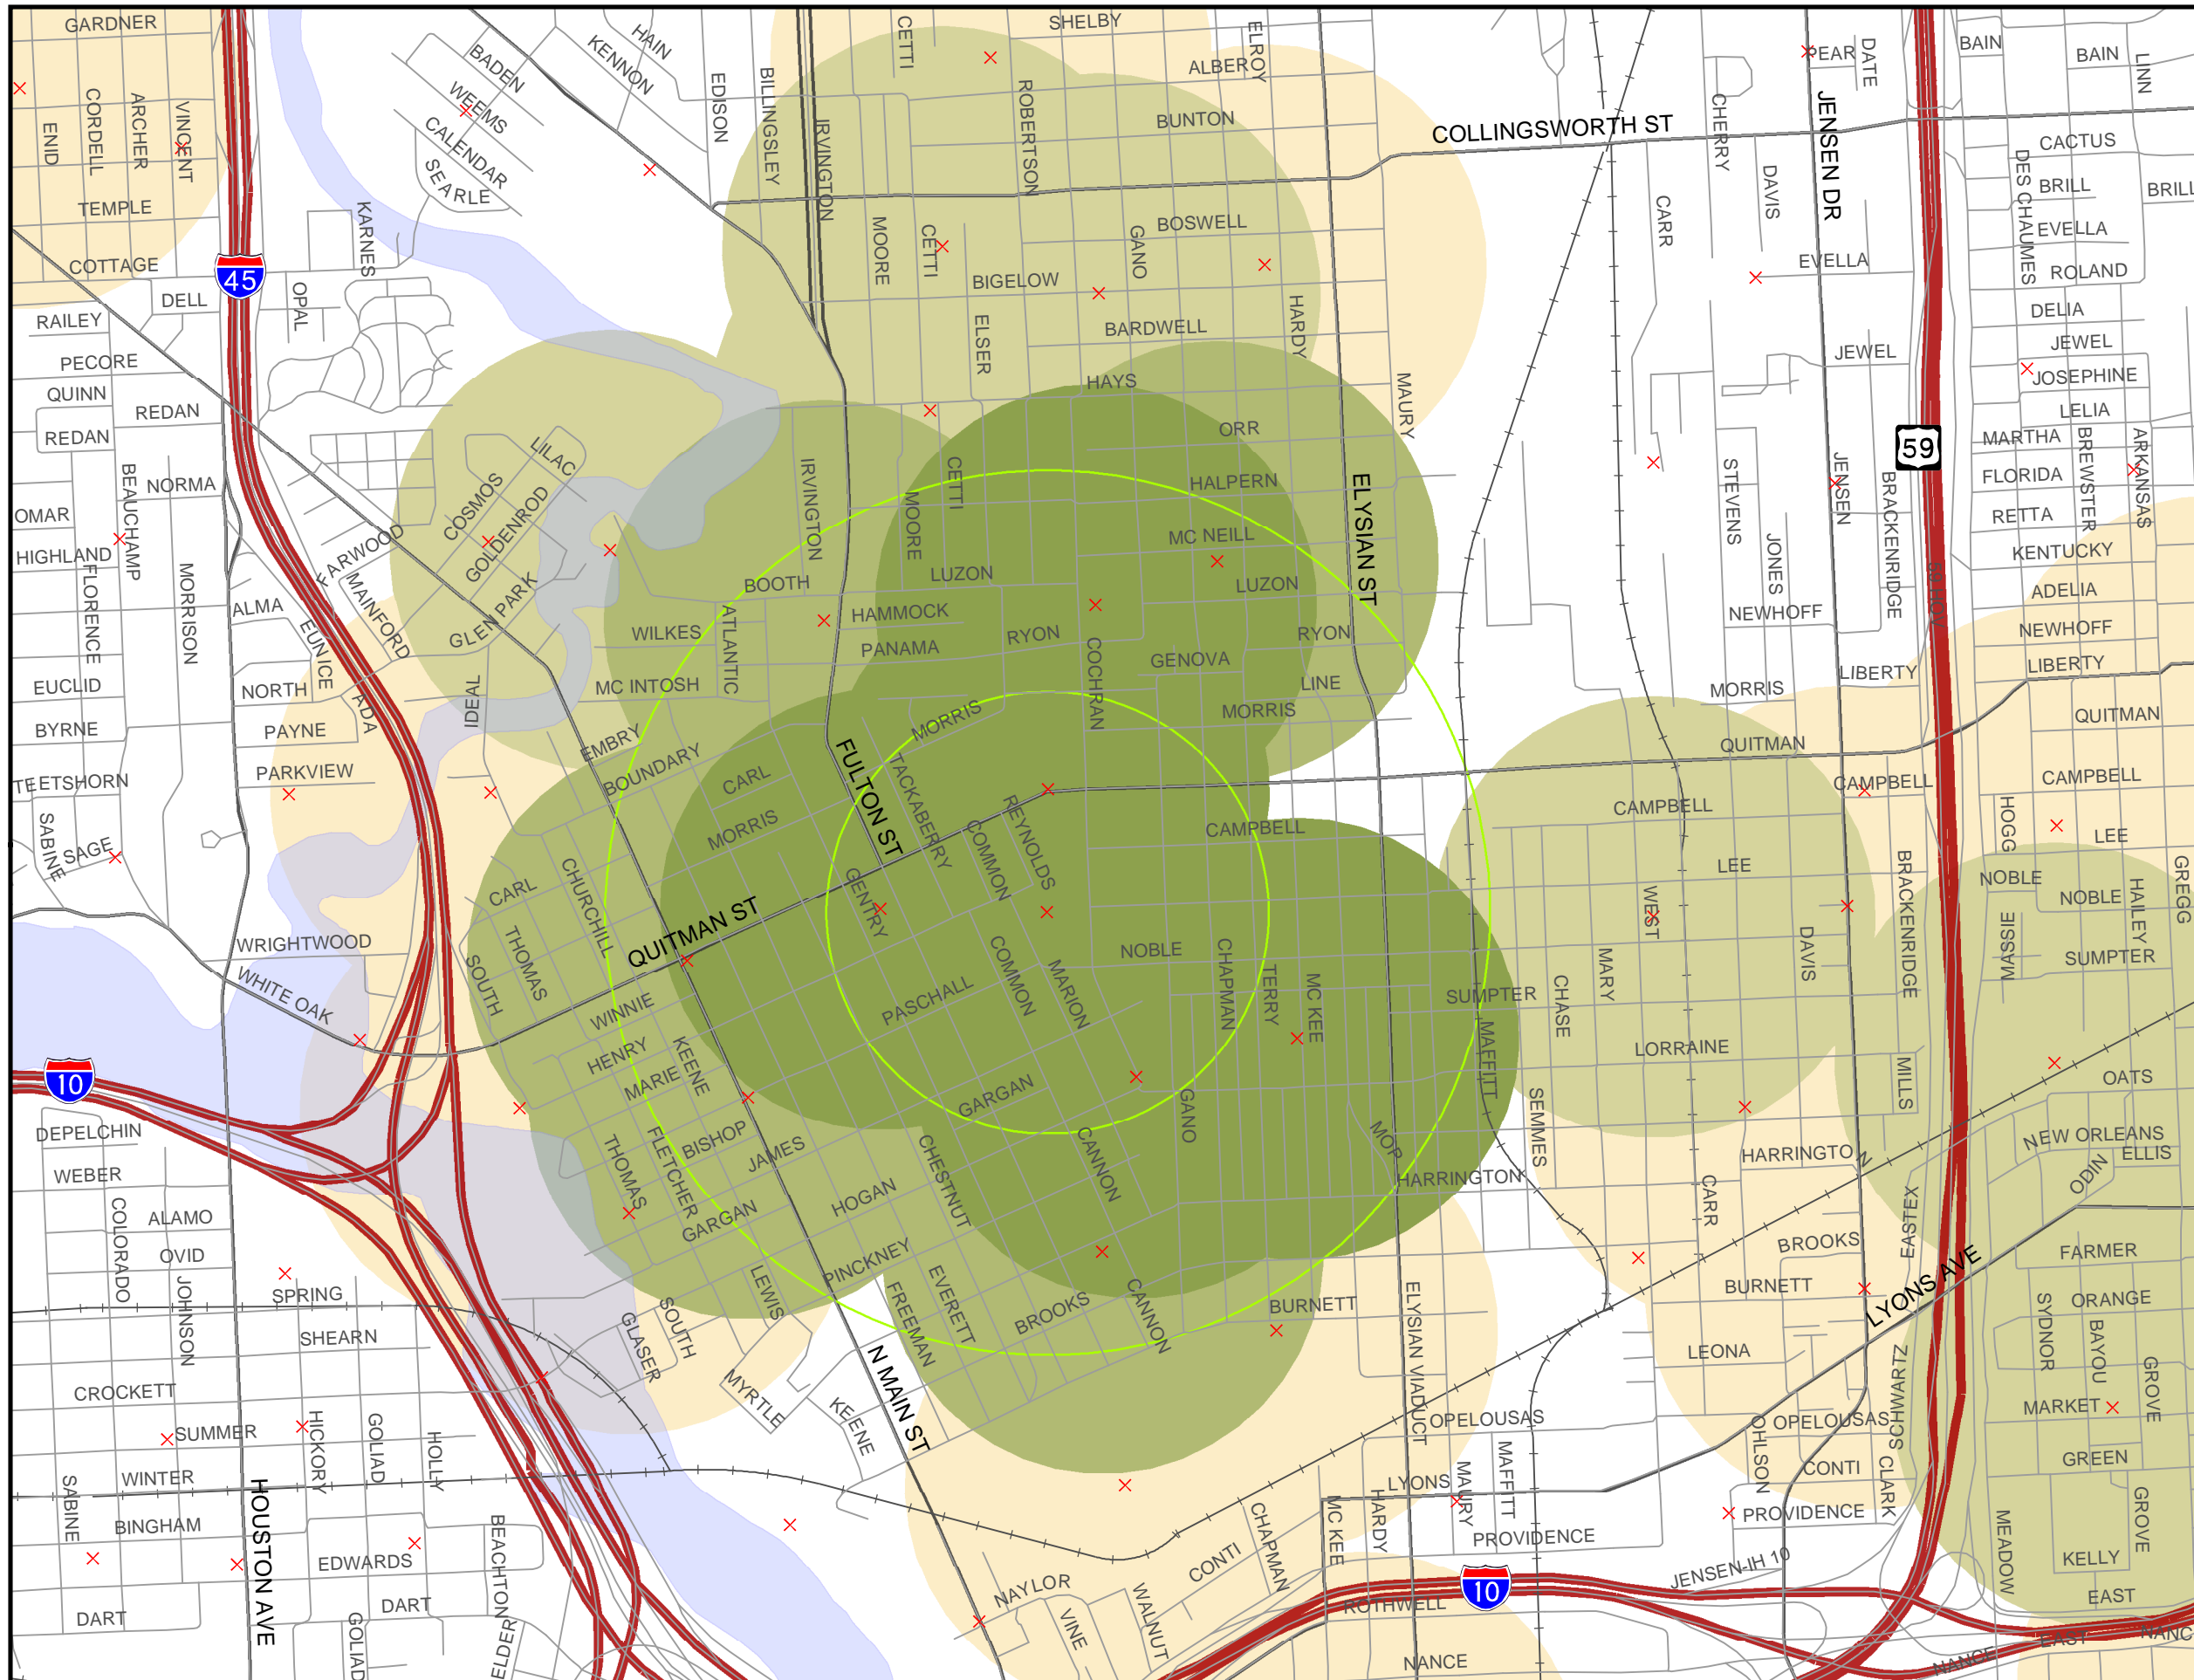 GARDNER
SHELBY
HAIN
KENNON
BADEN
WEEMS
CALENDAR
SEARLE
EDISON
BILLINGSLEY
IRVINGTON
CETTI
ROBERTSON
ELROY
ALBER
BUNTON
COLLINGSWORTH ST
CHERRY
JENSEN DR
PEAR
DATE
BAIN
BAIN
LINN
ENID
CORDELL
ARCHER
VINCENT
TEMPLE
COTTAGE
45
DELL
OPAL
KARNES
MOORE
CETTI
BOSWELL
GANO
BIGELOW
BARDWELL
ELSER
HARDY
CARR
DAVIS
EVELLA
CACTUS
DES CHAUMES
BRILL
BRILL
EVELLA
ROLAND
DELIA
JEWEL
JOSEPHINE
LELIA
RAILEY
PECORE
QUINN
REDAN
REDAN
HAYS
MAURY
JEWEL
ORR
59
MARTHA
BREWSTER
ARKANSAS
FLORIDA
RETTA
KENTUCKY
ADELIA
NEWHOFF
LIBERTY
BEAUCHAMP
NORMA
OMAR
HIGHLAND
FLORENCE
MORRISON
LILAC
COSMOS
GOLDENROD
FARWOOD
MAINFORD
GLEN PARK
IRVINGTON
CETTI
MOORE
HALPERN
MC NEILL
ELYSIAN ST
STEVENS
JONES
JENSEN
BRACKENRIDGE
BOOTH
LUZON
LUZON
NEWHOFF
ALMA
EUNICE
WILKES
ATLANTIC
HAMMOCK
PANAMA
RYON
RYON
COCHRAN
GENOVA
EUCLID
NORTH
ADA
IDEAL
MC INTOSH
LINE
MORRIS
LIBERTY
BYRNE
PAYNE
EMBRY
MORRIS
MORRIS
QUITMAN
QUITMAN
TEETSHORN
PARKVIEW
BOUNDARY
CARL
FULTON ST
TACKABERRY
CAMPBELL
CAMPBELL
CAMPBELL
CAMPBELL
SABINE
SAGE
MORRIS
COMMON
REYNOLDS
HOGG
LEE
LEE
CARL
CHURCHILL
GENTRY
WEST
NOBLE
NOBLE
HAILEY
GREGG
BRACKENRIDGE
QUITMAN ST
WRIGHTWOOD
WHITE OAK
SOUTH
THOMAS
COMMON
MARION
NOBLE
CHAPMAN
TERRY
MC KEE
MARY
DAVIS
MASSIE
SUMPTER
SUMPTER
CHASE
MAFFITT
WINNIE
PASCHALL
HENRY
KEENE
MARIE
10
LORRAINE
MILLS
OATS
GARGAN
GANO
MOP
SEMMES
DEPELCHIN
WEBER
THOMAS
FLETCHER
BISHOP
JAMES
CHESTNUT
CANNON
HARRINGTON
HARRINGTON
NEW ORLEANS
ELLIS
ODIN
COLORADO
ALAMO
OVID
JOHNSON
GARGAN
HOGAN
CARR
EASTEX
SPRING
SHEARN
PINCKNEY
LEWIS
SOUTH
GLASER
FREEMAN
EVERETT
BROOKS
CANNON
BURNETT
ELYSIAN VIADUCT
BROOKS
BURNETT
LYONS AVE
FARMER
ORANGE
SYDNOR
BAYOU
GROVE
LEONA
SCHWARTZ
CROCKETT
MYRTLE
KEENE
N MAIN ST
OPELOUSAS
OHLSON
OPELOUSAS
MARKET
SUMMER
HICKORY
GOLIAD
HOLLY
WINTER
SABINE
LYONS
MAURY
MAFFITT
CONTI
CLARK
GREEN
HOUSTON AVE
BINGHAM
EDWARDS
BEACHTON
CHAPMAN
MC KEE
HARDY
PROVIDENCE
PROVIDENCE
MEADOW
GROVE
KELLY
CONTI
NAYLOR
VINE
WALNUT
10
JENSEN-IH 10
ROTHWELL
EAST
DART
DART
GOLIAD
ELDER
NANCE
NANCE
EAST
NANC